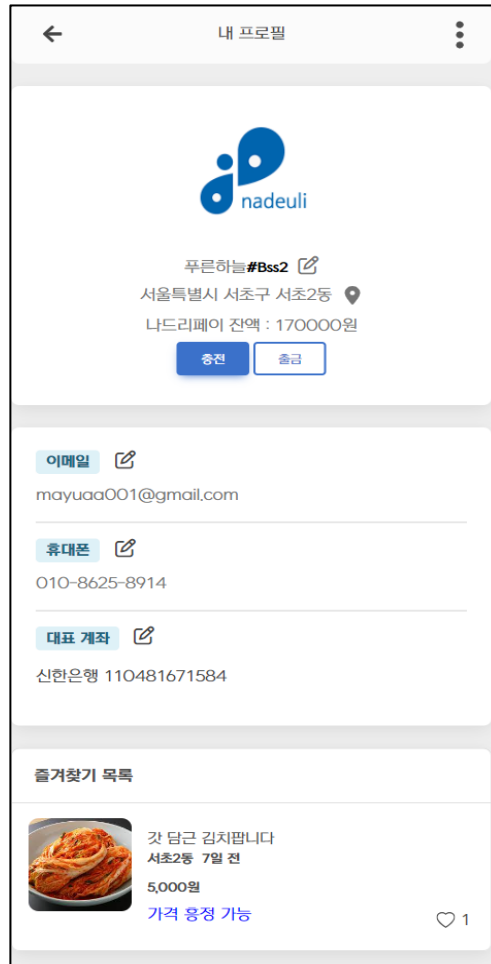 내 프로필
nadeuli
푸른하늘#Bss2
서울특별시 서초구 서초2동
나드리페이 잔액 : 170000원
충전 출금
이메일
mayuaa001@gmail.com
휴대폰
010-8625-8914
대표 계좌
신한은행 110481671584
즐겨찾기 목록
갓 담근 김치팝니다
서초2동 7일 전
5,000원
가격 흥정 가능
1